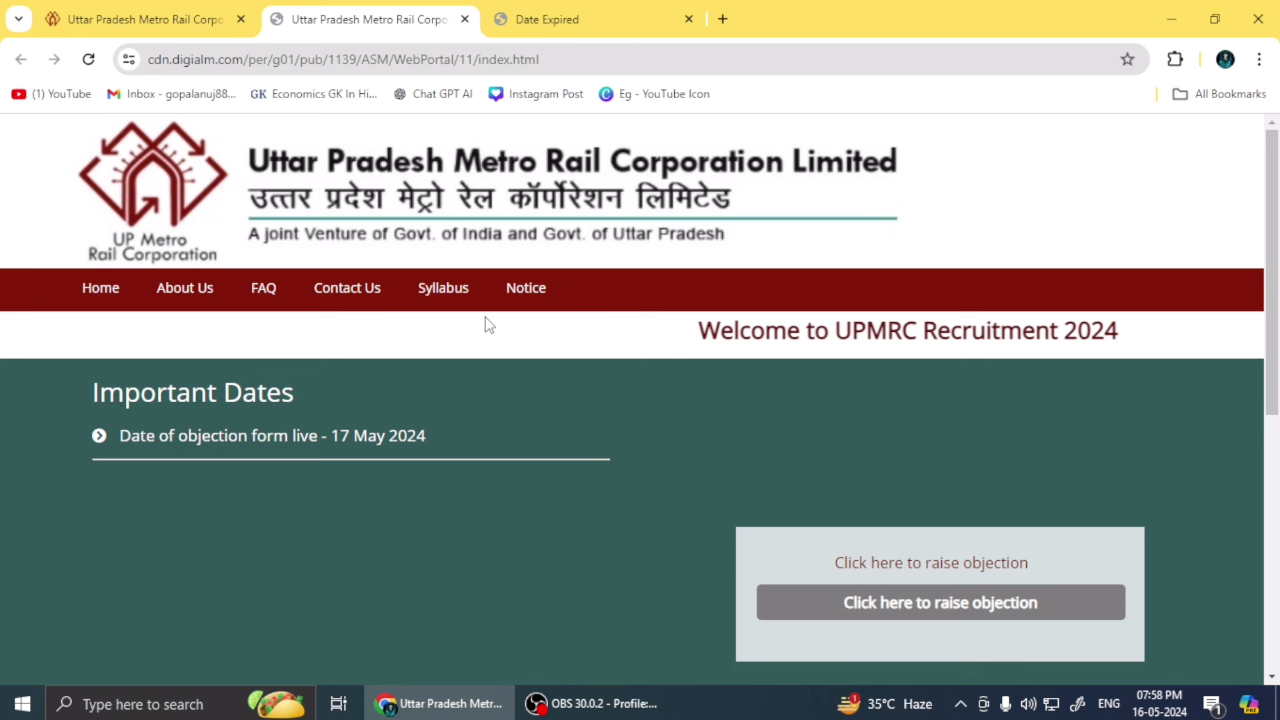 Uttar Pradesh Metro Rail Corpo
Uttar Pradesh Metro Rail Corpo
Date Expired
cdn.digialm.com/per/g01/pub/1139/ASM/WebPortal/11/index.html
(1) YouTube
Inbox - gopalanuj88...
GK Economics GK In Hi...
Chat GPT AI
Instagram Post
Eg - YouTube Icon
All Bookmarks
Uttar Pradesh Metro Rail Corporation Limited
उत्तर प्रदेश मेट्रो रेल कॉर्पोरेशन लिमिटेड
A joint Venture of Govt. of India and Govt. of Uttar Pradesh
UP Metro
Rail Corporation
Home About Us FAQ Contact Us Syllabus Notice
Welcome to UPMRC Recruitment 2024
Important Dates
Date of objection form live - 17 May 2024
Click here to raise objection
Click here to raise objection
Type here to search
Uttar Pradesh Metr...
OBS 30.0.2 - Profile:...
1
35°C Haze
ENG
07:58 PM
16-05-2024
1
PRE